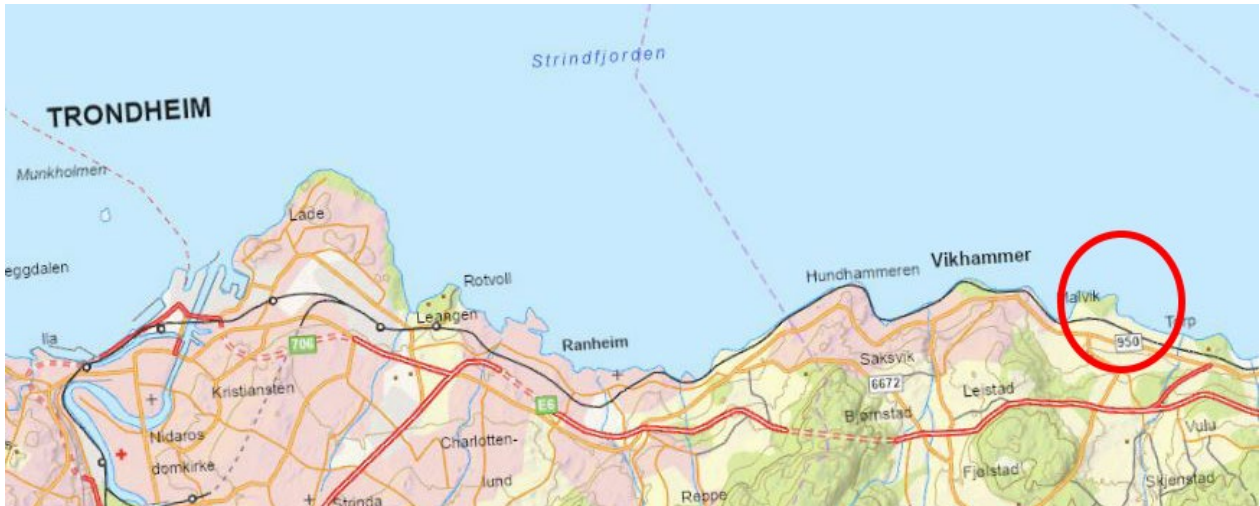 Strindfjorden
TRONDHEIM
Munkholmen
Lade
eggdalen
Rotvoll
Hundhammeren
Vikhammer
Malvik
Leangen
Torp
Ila
706
Ranheim
950
Saksvik
6672
Leistad
Kristiansten
E6
Bjørnstad
Vulu
Nidaros
domkirke
Charlotten-
lund
Fjølstad
Skjenstad
Strinda
Reppe